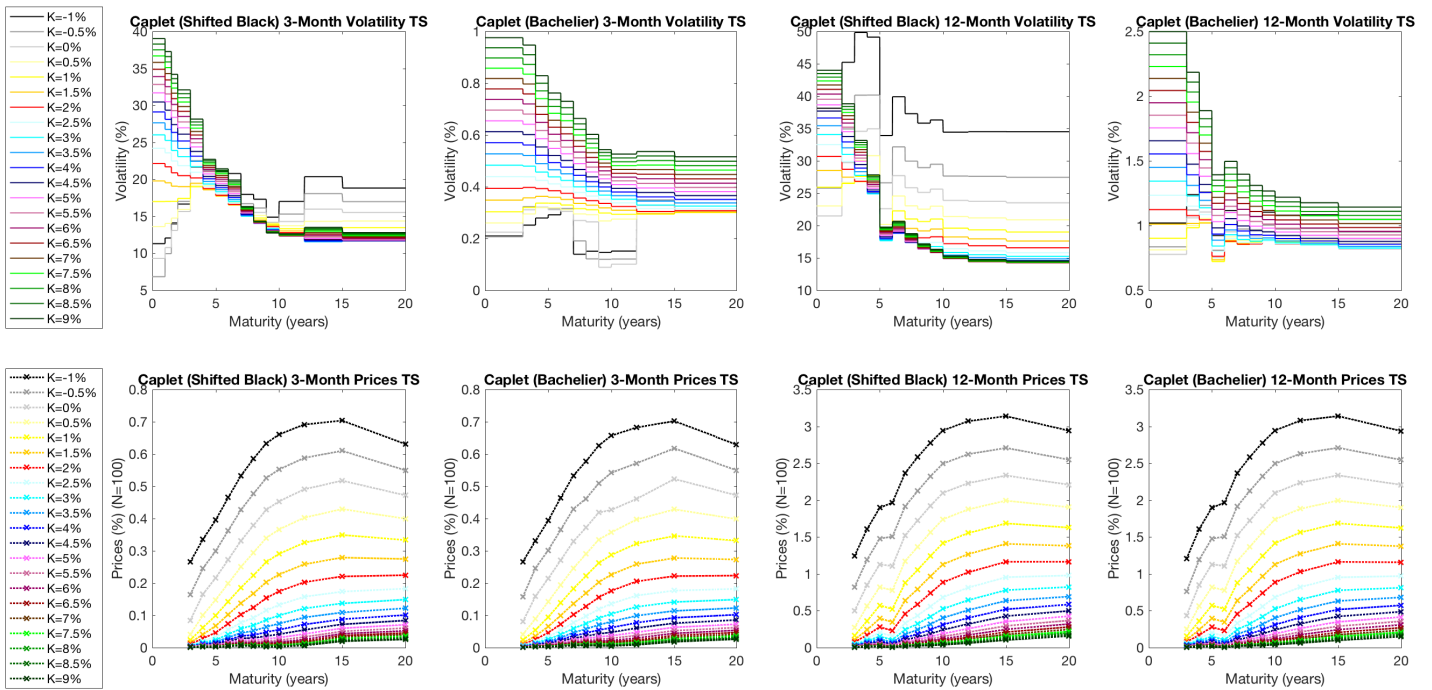 K=-1%
K=-0.5%
K=0%
K=0.5%
K=1%
K=1.5%
K=2%
K=2.5%
K=3%
K=3.5%
K=4%
K=4.5%
K=5%
K=5.5%
K=6%
K=6.5%
K=7%
K=7.5%
K=8%
K=8.5%
K=9%
Caplet (Shifted Black) 3-Month Volatility TS
Volatility (%)
40
35
30
25
20
15
10
5
0 5 10 15 20
Maturity (years)
Caplet (Bachelier) 3-Month Volatility TS
Volatility (%)
1
0.8
0.6
0.4
0.2
0
0 5 10 15 20
Maturity (years)
Caplet (Shifted Black) 12-Month Volatility TS
Volatility (%)
50
45
40
35
30
25
20
15
10
0 5 10 15 20
Maturity (years)
Caplet (Bachelier) 12-Month Volatility TS
Volatility (%)
2.5
2
1.5
1
0.5
0 5 10 15 20
Maturity (years)
K=-1%
K=-0.5%
K=0%
K=0.5%
K=1%
K=1.5%
K=2%
K=2.5%
K=3%
K=3.5%
K=4%
K=4.5%
K=5%
K=5.5%
K=6%
K=6.5%
K=7%
K=7.5%
K=8%
K=8.5%
K=9%
Caplet (Shifted Black) 3-Month Prices TS
Prices (%) (N=100)
0.8
0.7
0.6
0.5
0.4
0.3
0.2
0.1
0
0 5 10 15 20
Maturity (years)
Caplet (Bachelier) 3-Month Prices TS
Prices (%) (N=100)
0.8
0.7
0.6
0.5
0.4
0.3
0.2
0.1
0
0 5 10 15 20
Maturity (years)
Caplet (Shifted Black) 12-Month Prices TS
Prices (%) (N=100)
3.5
3
2.5
2
1.5
1
0.5
0
0 5 10 15 20
Maturity (years)
Caplet (Bachelier) 12-Month Prices TS
Prices (%) (N=100)
3.5
3
2.5
2
1.5
1
0.5
0
0 5 10 15 20
Maturity (years)